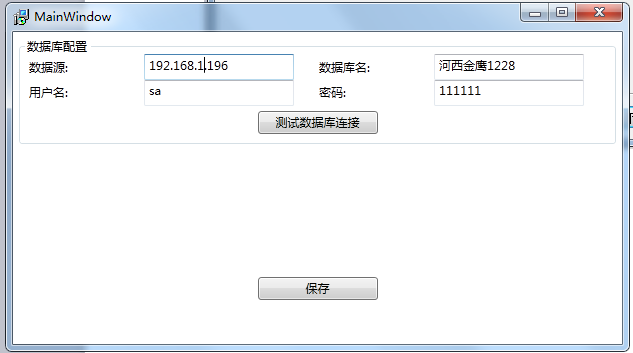 MainWindow
数据库配置
数据源: 192.168.1.196 数据库名: 河西金鹰1228
用户名: sa 密码: 111111
测试数据库连接
保存